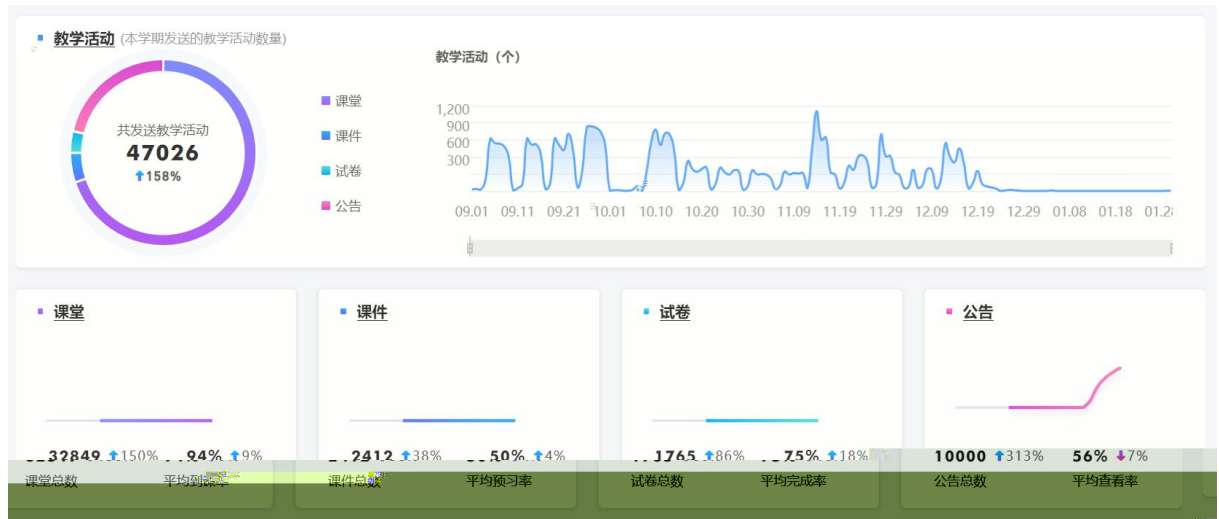 教学活动 (本学期发送的教学活动数量)
共发送教学活动
47026
158%
课堂
课件
试卷
公告
教学活动（个）
1,200
900
600
300
09.01 09.11 09.21 10.01 10.10 10.20 10.30 11.09 11.19 11.29 12.09 12.19 12.29 01.08 01.18
课堂
32849 150% 94% 9%
课堂总数 平均到课率
课件
2412 38% 50% 4%
课件总数 平均预习率
试卷
1765 86% 75% 18%
试卷总数 平均完成率
公告
10000 313% 56% 7%
公告总数 平均查看率